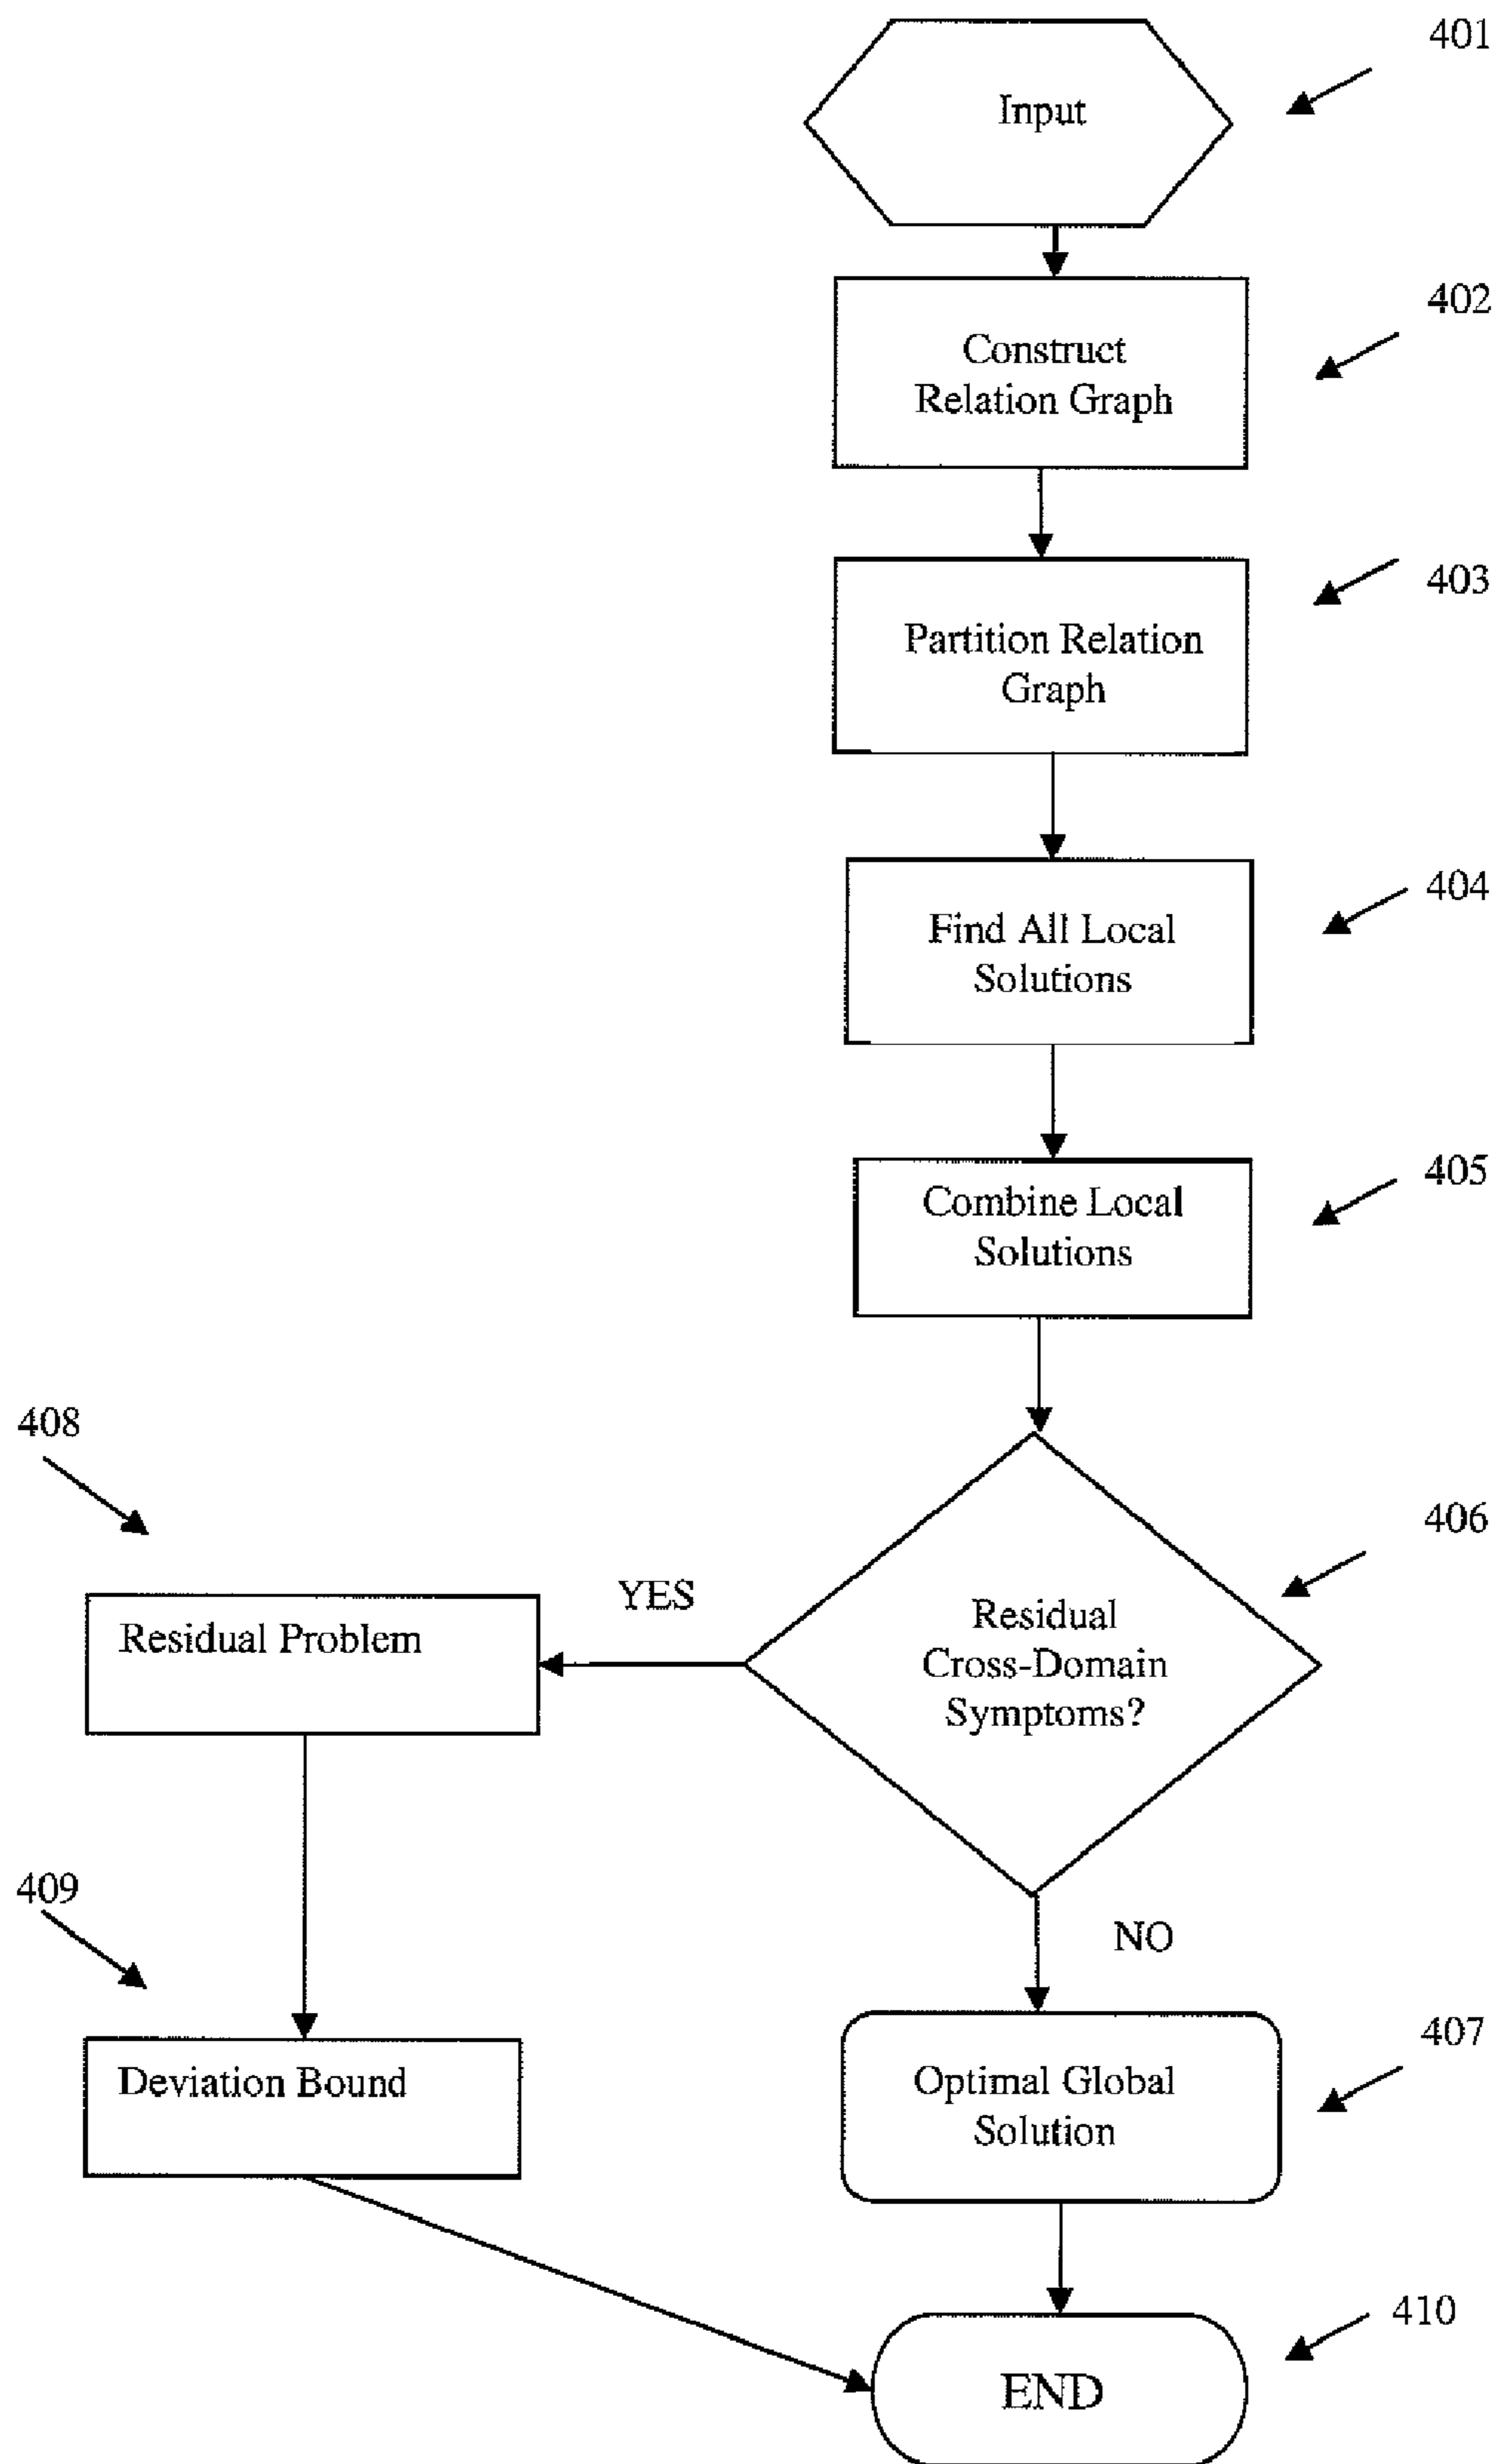 401
Input
402
Construct
Relation Graph
403
Partition Relation
Graph
404
Find All Local
Solutions
405
Combine Local
Solutions
408
406
YES
Residual Problem
Residual
Cross-Domain
Symptoms?
409
NO
Deviation Bound
407
Optimal Global
Solution
410
END